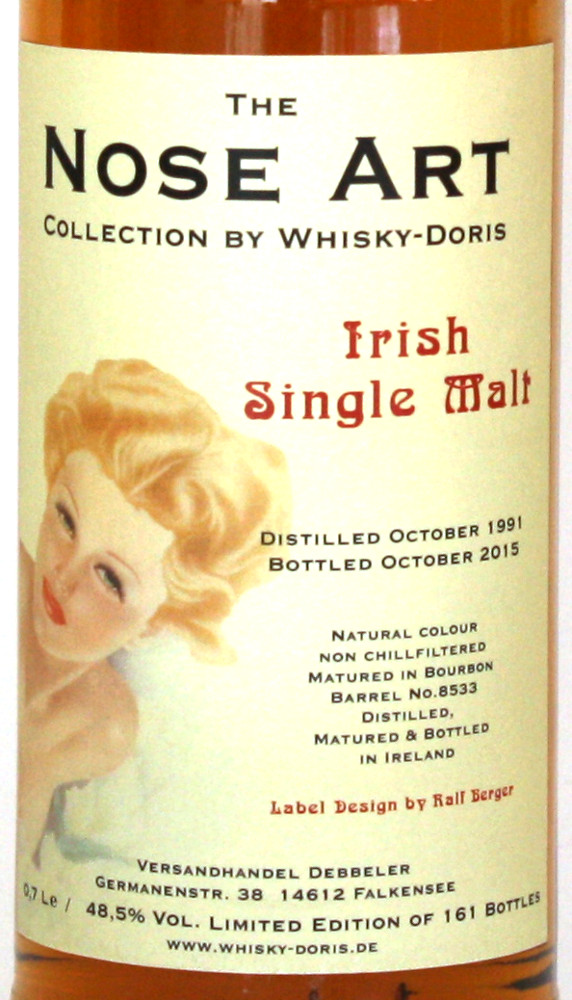 THE
NOSE ART
COLLECTION BY WHISKY-DORIS
Irish
Single Malt
DISTILLED OCTOBER 1991
BOTTLED OCTOBER 2015
NATURAL COLOUR
NON CHILLFILTERED
MATURED IN BOURBON
BARREL NO.8533
DISTILLED,
MATURED & BOTTLED
IN IRELAND
Label Design by Ralf Berger
VERSANDHANDEL DEBBELER
GERMANENSTR. 38 14612 FALKENSEE
0,7 Le / 48,5% VOL. LIMITED EDITION OF 161 BOTTLES
WWW.WHISKY-DORIS.DE